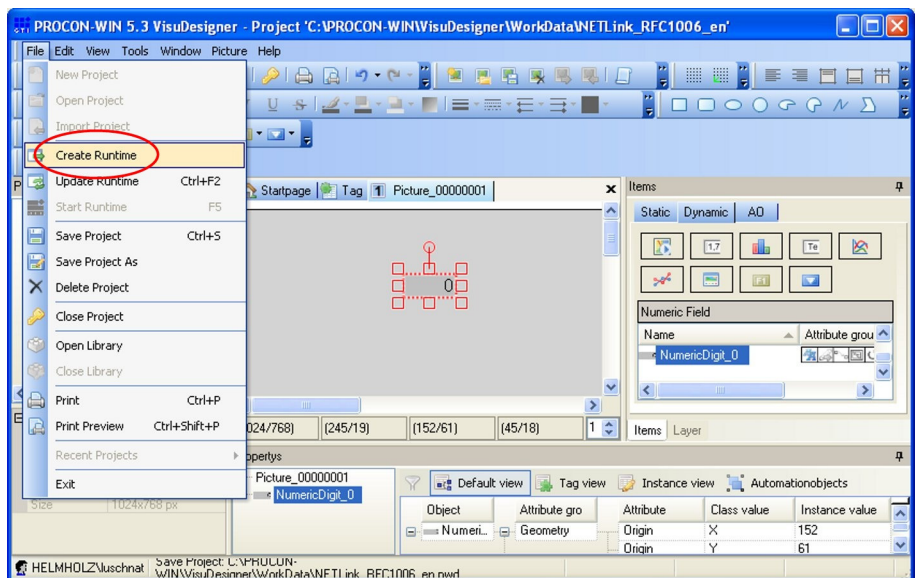 PROCON-WIN 5.3 VisuDesigner - Project 'C:\PROCON-WIN\VisuDesigner\WorkData\NETLink_RFC1006_en'
File Edit View Tools Window Picture Help
New Project
Open Project
Import Project
Create Runtime
Update Runtime Ctrl+F2
Start Runtime F5
Save Project Ctrl+S
Save Project As
Delete Project
Close Project
Open Library
Close Library
Print Ctrl+P
Print Preview Ctrl+Shift+P
Recent Projects
Exit
Startpage Tag 1 Picture_00000001
0
Items
Static Dynamic AO
1,7 Te
Numeric Field
Name Attribute grou
NumericDigit_0
024/768) (245/19) (152/61) (45/18) 1
Items Layer
opertys
Picture_00000001
NumericDigit_0
Default view Tag view Instance view Automationobjects
Object Attribute gro Attribute Class value Instance value
Numeri... Geometry Origin X 152
Origin Y 61
Size 1024x768 px
HELMHOLZ\luschnat Save Project: C:\PROCON-
WIN\VisuDesigner\WorkData\NETLink_RFC1006_en.pwd